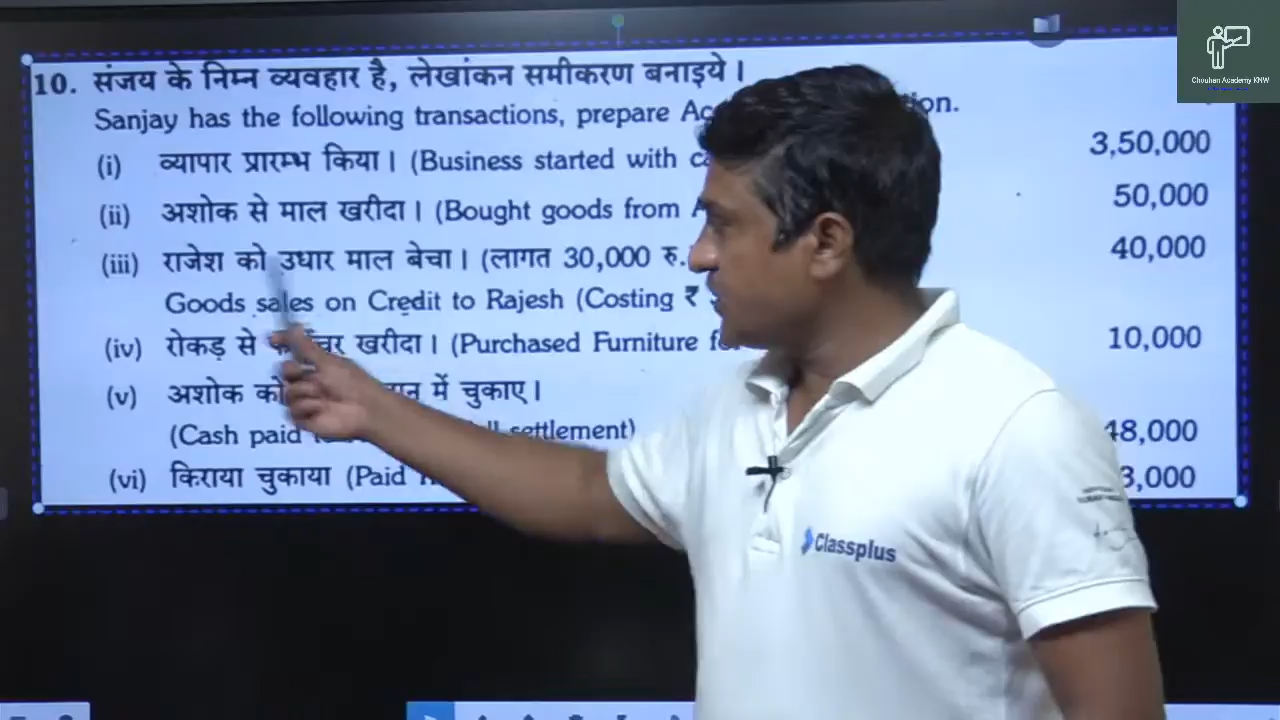 10. संजय के निम्न व्यवहार है, लेखांकन समीकरण बनाइये।
Sanjay has the following transactions, prepare
(i) व्यापार प्रारम्भ किया। (Business started with 3,50,000
(ii) अशोक से माल खरीदा। (Bought goods from 50,000
(iii) राजेश को उधार माल बेचा। (लागत 30,000 रु. 40,000
Goods sales on Credit to Rajesh (Costing ₹
(iv) रोकड़ से खरीदा। (Purchased Furniture 10,000
(v) अशोक को में चुकाए।
(Cash paid settlement) 48,000
(vi) किराया चुकाया (Paid 3,000
Chouhan Academy KNW
Classplus